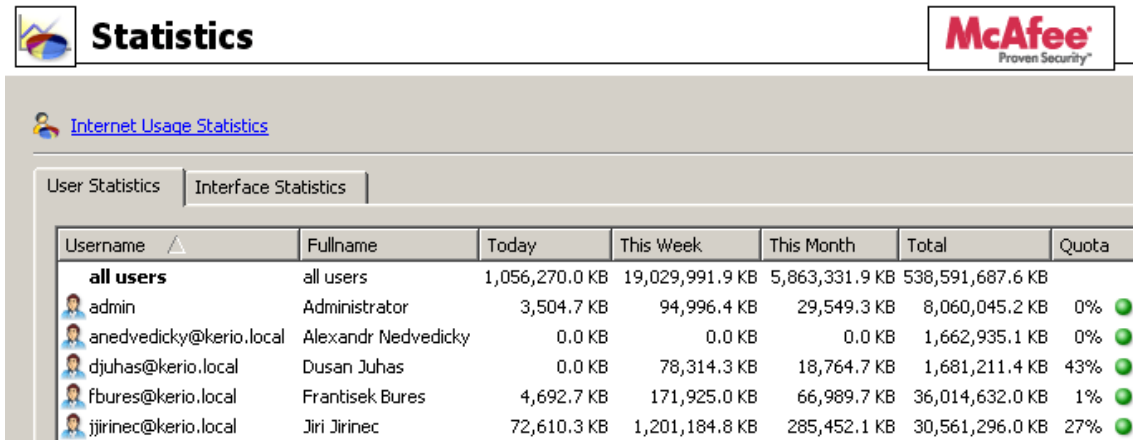 Statistics
McAfee
Proven Security™
Internet Usage Statistics
User Statistics Interface Statistics
Username Fullname Today This Week This Month Total Quota
all users all users 1,056,270.0 KB 19,029,991.9 KB 5,863,331.9 KB 538,591,687.6 KB
admin Administrator 3,504.7 KB 94,996.4 KB 29,549.3 KB 8,060,045.2 KB 0%
anedvedicky@kerio.local Alexandr Nedvedicky 0.0 KB 0.0 KB 0.0 KB 1,662,935.1 KB 0%
djuhas@kerio.local Dusan Juhas 0.0 KB 78,314.3 KB 18,764.7 KB 1,681,211.4 KB 43%
fbures@kerio.local Frantisek Bures 4,692.7 KB 171,925.0 KB 66,989.7 KB 36,014,632.0 KB 1%
jjirinec@kerio.local Jiri Jirinec 72,610.3 KB 1,201,184.8 KB 285,452.1 KB 30,561,296.0 KB 27%